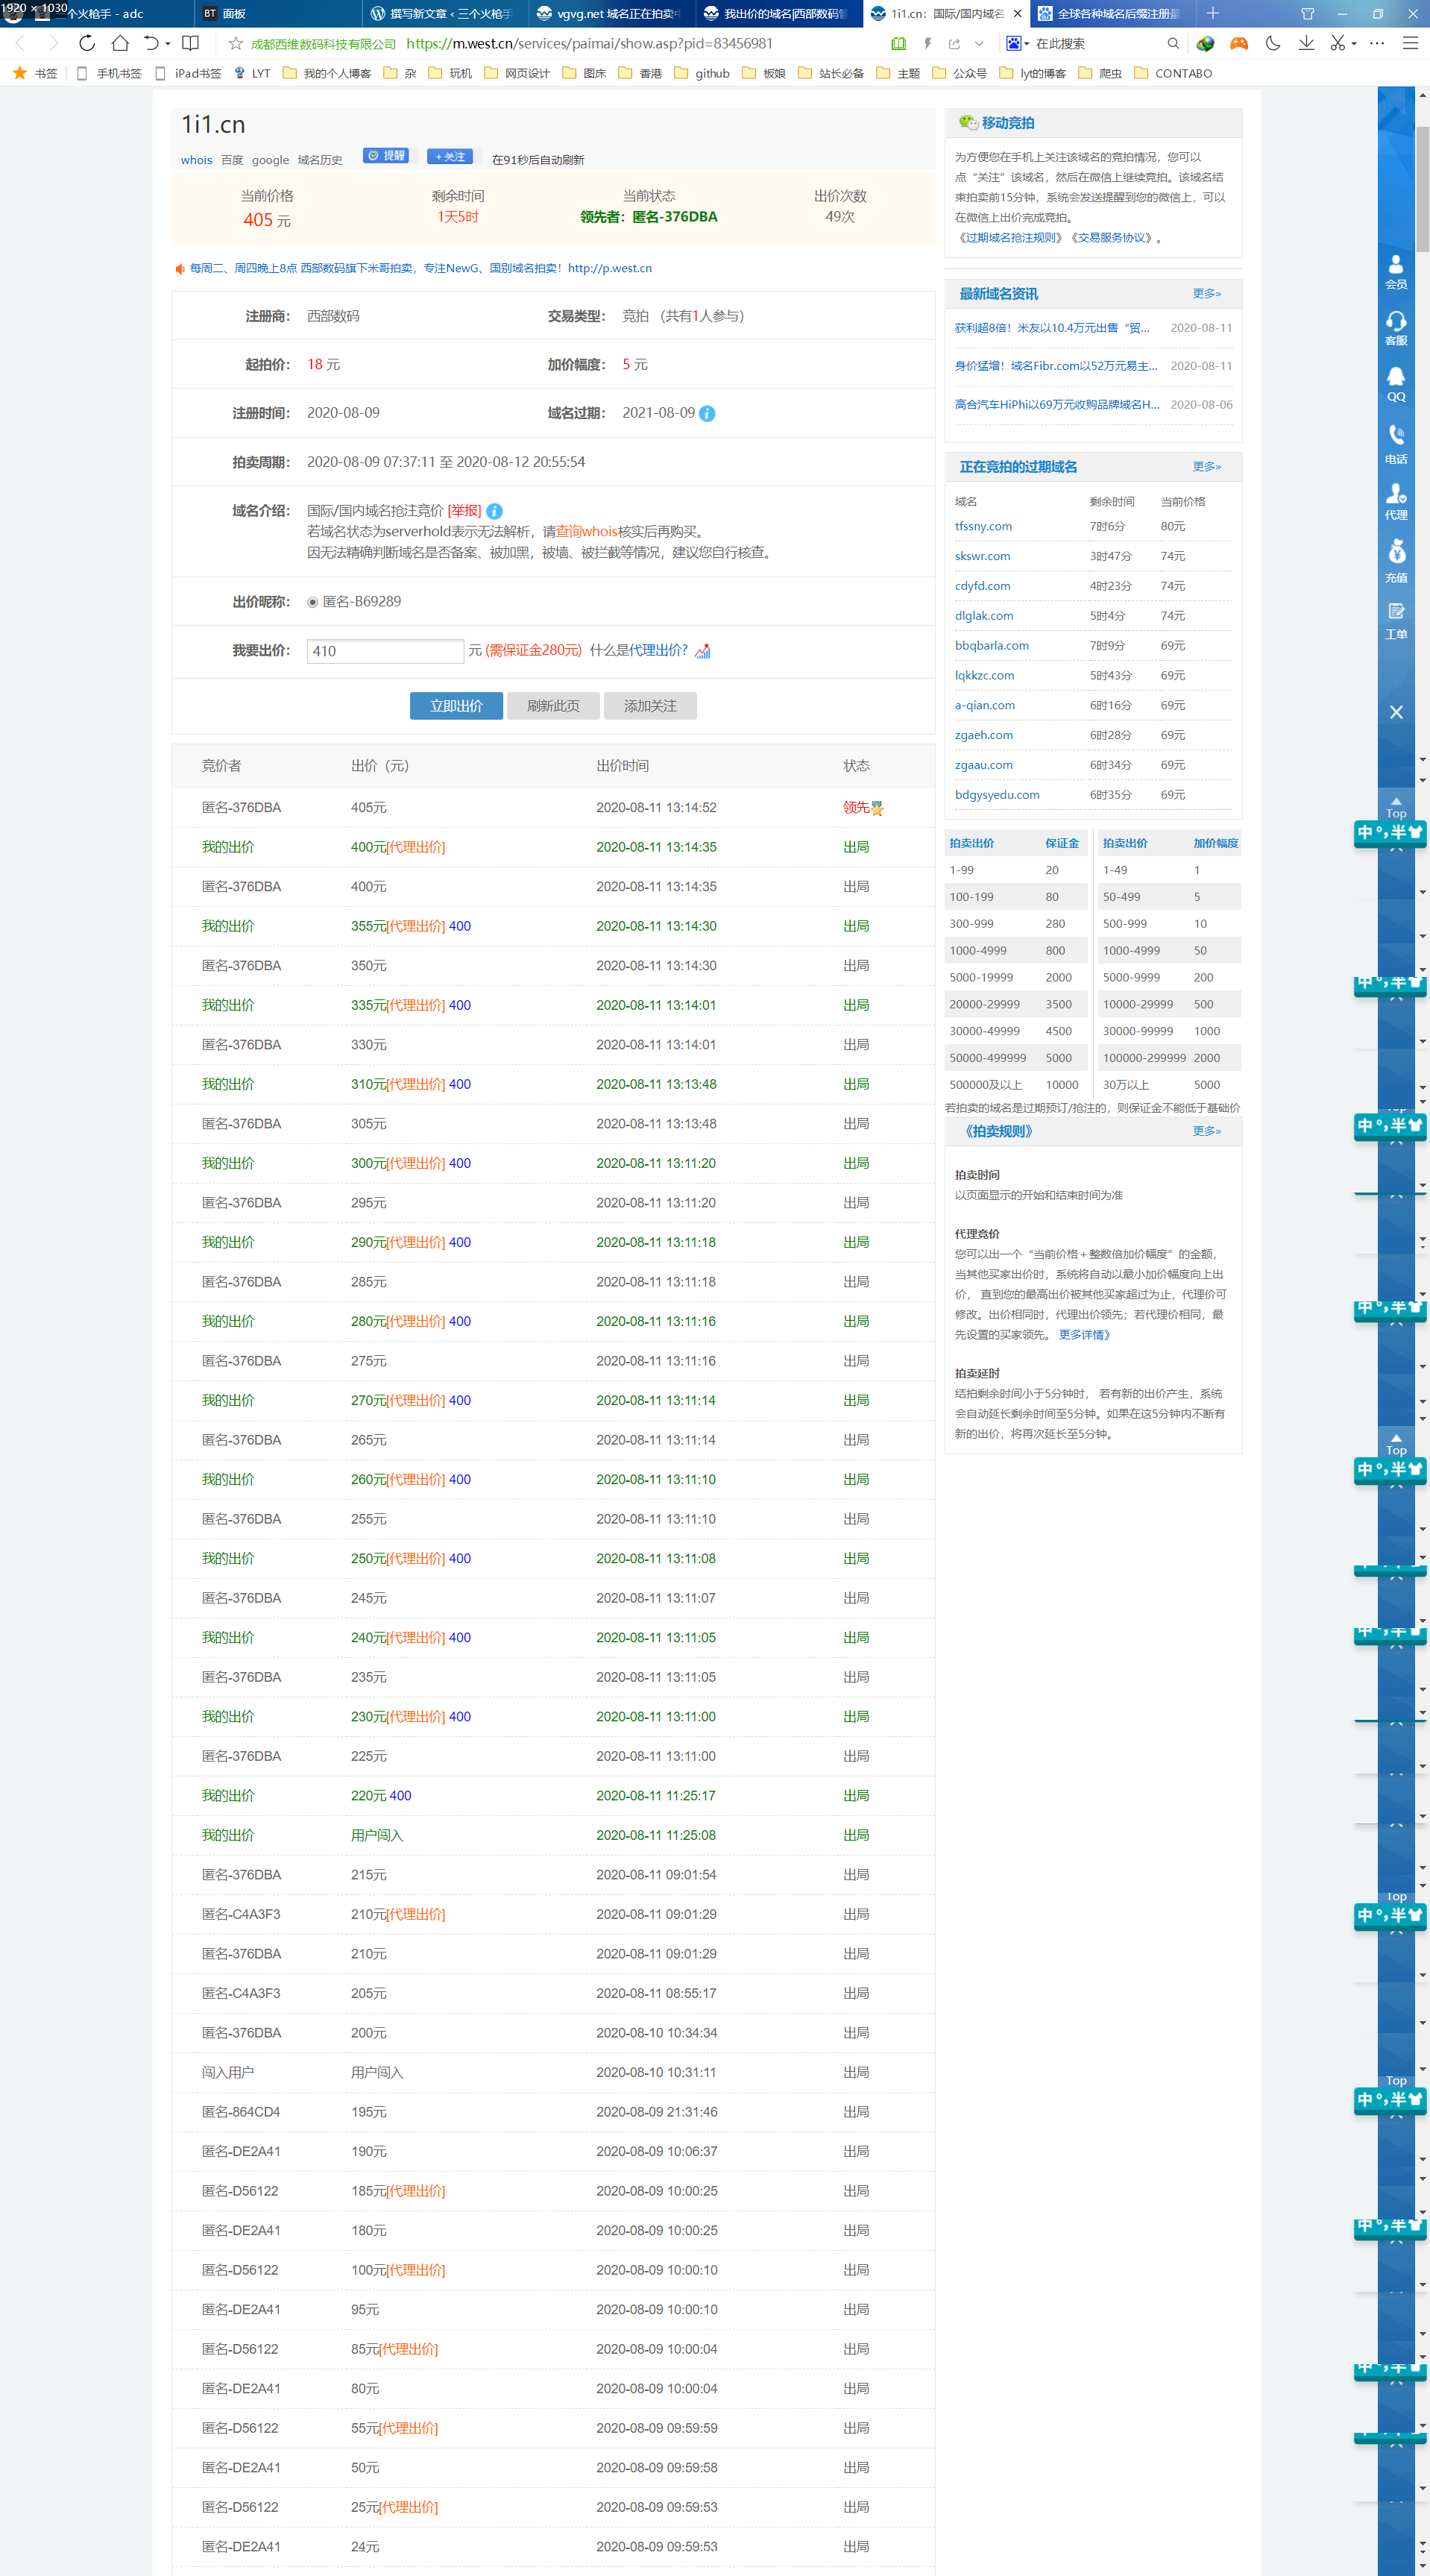 1920 × 1030
个火枪手 - adc
BT 面板
撰写新文章 ‹ 三个火枪手
vgvg.net 域名正在拍卖中
我出价的域名|西部数码管
1i1.cn：国际/国内域名
全球各种域名后缀注册量
成都西维数码科技有限公司 https://m.west.cn/services/paimai/show.asp?pid=83456981
在此搜索
书签 手机书签 iPad书签 LYT 我的个人博客 杂 玩机 网页设计 图床 香港 github 板娘 站长必备 主题 公众号 lyt的博客 爬虫 CONTABO
1i1.cn
whois 百度 google 域名历史 提醒 +关注 在91秒后自动刷新
当前价格 剩余时间 当前状态 出价次数
405 元 1天5时 领先者：匿名-376DBA 49次
每周二、周四晚上8点 西部数码旗下米哥拍卖，专注NewG、国别域名拍卖！http://p.west.cn
注册商： 西部数码 交易类型： 竞拍 （共有1人参与）
起拍价： 18 元 加价幅度： 5 元
注册时间： 2020-08-09 域名过期： 2021-08-09
拍卖周期： 2020-08-09 07:37:11 至 2020-08-12 20:55:54
域名介绍： 国际/国内域名抢注竞价 [举报]
若域名状态为serverhold表示无法解析，请查询whois核实后再购买。
因无法精确判断域名是否备案、被加黑，被墙、被拦截等情况，建议您自行核查。
出价昵称： 匿名-B69289
我要出价： 410 元 (需保证金280元) 什么是代理出价?
立即出价 刷新此页 添加关注
竞价者 出价（元） 出价时间 状态
匿名-376DBA 405元 2020-08-11 13:14:52 领先
我的出价 400元[代理出价] 2020-08-11 13:14:35 出局
匿名-376DBA 400元 2020-08-11 13:14:35 出局
我的出价 355元[代理出价] 400 2020-08-11 13:14:30 出局
匿名-376DBA 350元 2020-08-11 13:14:30 出局
我的出价 335元[代理出价] 400 2020-08-11 13:14:01 出局
匿名-376DBA 330元 2020-08-11 13:14:01 出局
我的出价 310元[代理出价] 400 2020-08-11 13:13:48 出局
匿名-376DBA 305元 2020-08-11 13:13:48 出局
我的出价 300元[代理出价] 400 2020-08-11 13:11:20 出局
匿名-376DBA 295元 2020-08-11 13:11:20 出局
我的出价 290元[代理出价] 400 2020-08-11 13:11:18 出局
匿名-376DBA 285元 2020-08-11 13:11:18 出局
我的出价 280元[代理出价] 400 2020-08-11 13:11:16 出局
匿名-376DBA 275元 2020-08-11 13:11:16 出局
我的出价 270元[代理出价] 400 2020-08-11 13:11:14 出局
匿名-376DBA 265元 2020-08-11 13:11:14 出局
我的出价 260元[代理出价] 400 2020-08-11 13:11:10 出局
匿名-376DBA 255元 2020-08-11 13:11:10 出局
我的出价 250元[代理出价] 400 2020-08-11 13:11:08 出局
匿名-376DBA 245元 2020-08-11 13:11:07 出局
我的出价 240元[代理出价] 400 2020-08-11 13:11:05 出局
匿名-376DBA 235元 2020-08-11 13:11:05 出局
我的出价 230元[代理出价] 400 2020-08-11 13:11:00 出局
匿名-376DBA 225元 2020-08-11 13:11:00 出局
我的出价 220元 400 2020-08-11 11:25:17 出局
我的出价 用户闯入 2020-08-11 11:25:08 出局
匿名-376DBA 215元 2020-08-11 09:01:54 出局
匿名-C4A3F3 210元[代理出价] 2020-08-11 09:01:29 出局
匿名-376DBA 210元 2020-08-11 09:01:29 出局
匿名-C4A3F3 205元 2020-08-11 08:55:17 出局
匿名-376DBA 200元 2020-08-10 10:34:34 出局
闯入用户 用户闯入 2020-08-10 10:31:11 出局
匿名-864CD4 195元 2020-08-09 21:31:46 出局
匿名-DE2A41 190元 2020-08-09 10:06:37 出局
匿名-D56122 185元[代理出价] 2020-08-09 10:00:25 出局
匿名-DE2A41 180元 2020-08-09 10:00:25 出局
匿名-D56122 100元[代理出价] 2020-08-09 10:00:10 出局
匿名-DE2A41 95元 2020-08-09 10:00:10 出局
匿名-D56122 85元[代理出价] 2020-08-09 10:00:04 出局
匿名-DE2A41 80元 2020-08-09 10:00:04 出局
匿名-D56122 55元[代理出价] 2020-08-09 09:59:59 出局
匿名-DE2A41 50元 2020-08-09 09:59:58 出局
匿名-D56122 25元[代理出价] 2020-08-09 09:59:53 出局
匿名-DE2A41 24元 2020-08-09 09:59:53 出局
移动竞拍
为方便您在手机上关注该域名的竞拍情况，您可以
点“关注”该域名，然后在微信上继续竞拍。该域名结
束拍卖前15分钟，系统会发送提醒到您的微信上，可以
在微信上出价完成竞拍。
《过期域名抢注规则》《交易服务协议》。
最新域名资讯 更多»
获利超8倍！米友以10.4万元出售“贸... 2020-08-11
身价猛增！域名Fibr.com以52万元易主... 2020-08-11
高合汽车HiPhi以69万元收购品牌域名H... 2020-08-06
正在竞拍的过期域名 更多»
域名 剩余时间 当前价格
tfssny.com 7时6分 80元
skswr.com 3时47分 74元
cdyfd.com 4时23分 74元
dlglak.com 5时4分 74元
bbqbarla.com 7时9分 69元
lqkkzc.com 5时43分 69元
a-qian.com 6时16分 69元
zgaeh.com 6时28分 69元
zgaau.com 6时34分 69元
bdgysyedu.com 6时35分 69元
拍卖出价 保证金 拍卖出价 加价幅度
1-99 20 1-49 1
100-199 80 50-499 5
300-999 280 500-999 10
1000-4999 800 1000-4999 50
5000-19999 2000 5000-9999 200
20000-29999 3500 10000-29999 500
30000-49999 4500 30000-99999 1000
50000-499999 5000 100000-299999 2000
500000及以上 10000 30万以上 5000
若拍卖的域名是过期预订/抢注的，则保证金不能低于基础价
《拍卖规则》 更多»
拍卖时间
以页面显示的开始和结束时间为准
代理竞价
您可以出一个“当前价格＋整数倍加价幅度”的金额，
当其他买家出价时，系统将自动以最小加价幅度向上出
价， 直到您的最高出价被其他买家超过为止，代理价可
修改。出价相同时，代理出价领先；若代理价相同，最
先设置的买家领先。 更多详情》
拍卖延时
结拍剩余时间小于5分钟时， 若有新的出价产生，系统
会自动延长剩余时间至5分钟。如果在这5分钟内不断有
新的出价，将再次延长至5分钟。
会员
客服
QQ
电话
代理
充值
工单
Top
中 °, 半
中 °, 半
Top
中 °, 半
中 °, 半
Top
中 °, 半
中 °, 半
Top
中 °, 半
Top
中 °, 半
中 °, 半
中 °, 半